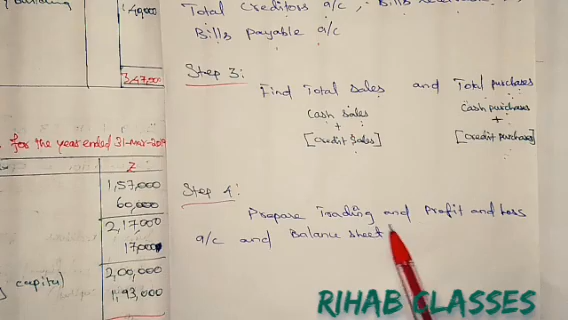 1,40,000
3,47,000
for the year ended 31-Mar-2019
1,57,000
60,000
2,17,000
17,000
2,00,000
capital)
1,93,000
Total Creditors a/c,
Bills Payable a/c
Step 3:
Find Total sales and Total purchases
Cash sales Cash purchases
+ +
[Credit sales] [Credit purchases]
Step 4:
Prepare Trading and Profit and Loss
a/c and Balance sheet
RIHAB CLASSES